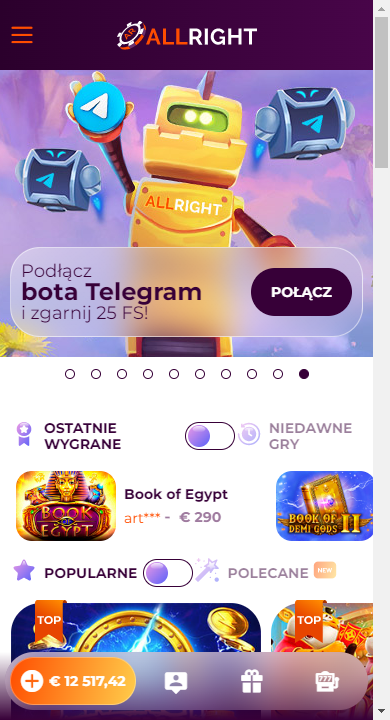 ALLRIGHT
ALLRIGHT
Podłącz
bota Telegram
i zgarnij 25 FS!
POŁĄCZ
OSTATNIE
WYGRANE
NIEDAWNE
GRY
BOOK OF
EGYPT
Book of Egypt
art*** - € 290
BOOK OF
DEMI GODS II
POPULARNE
POLECANE
NEW
TOP
TOP
€ 12 517,42
777